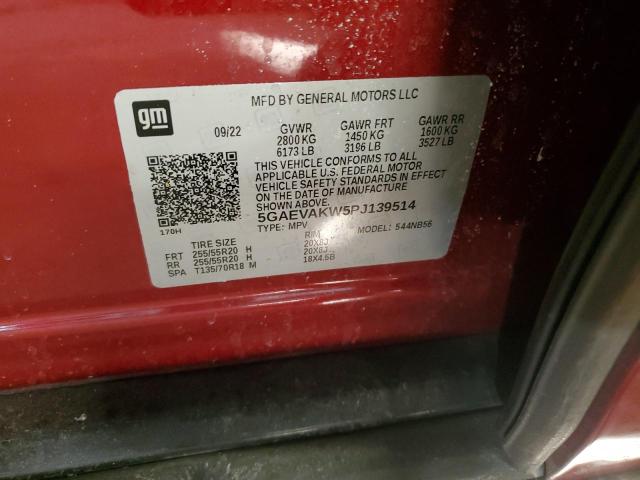 gm
MFD BY GENERAL MOTORS LLC
09/22 GVWR GAWR FRT GAWR RR
2800 KG 1450 KG 1600 KG
6173 LB 3196 LB 3527 LB
THIS VEHICLE CONFORMS TO ALL
APPLICABLE U.S. FEDERAL MOTOR
VEHICLE SAFETY STANDARDS IN EFFECT
ON THE DATE OF MANUFACTURE
5GAEVAKW5PJ139514
170H
TYPE: MPV MODEL: 544NB56
TIRE SIZE RIM
FRT 255/55R20 H 20X8J
RR 255/55R20 H 20X8J
SPA T135/70R18 M 18X4.5B